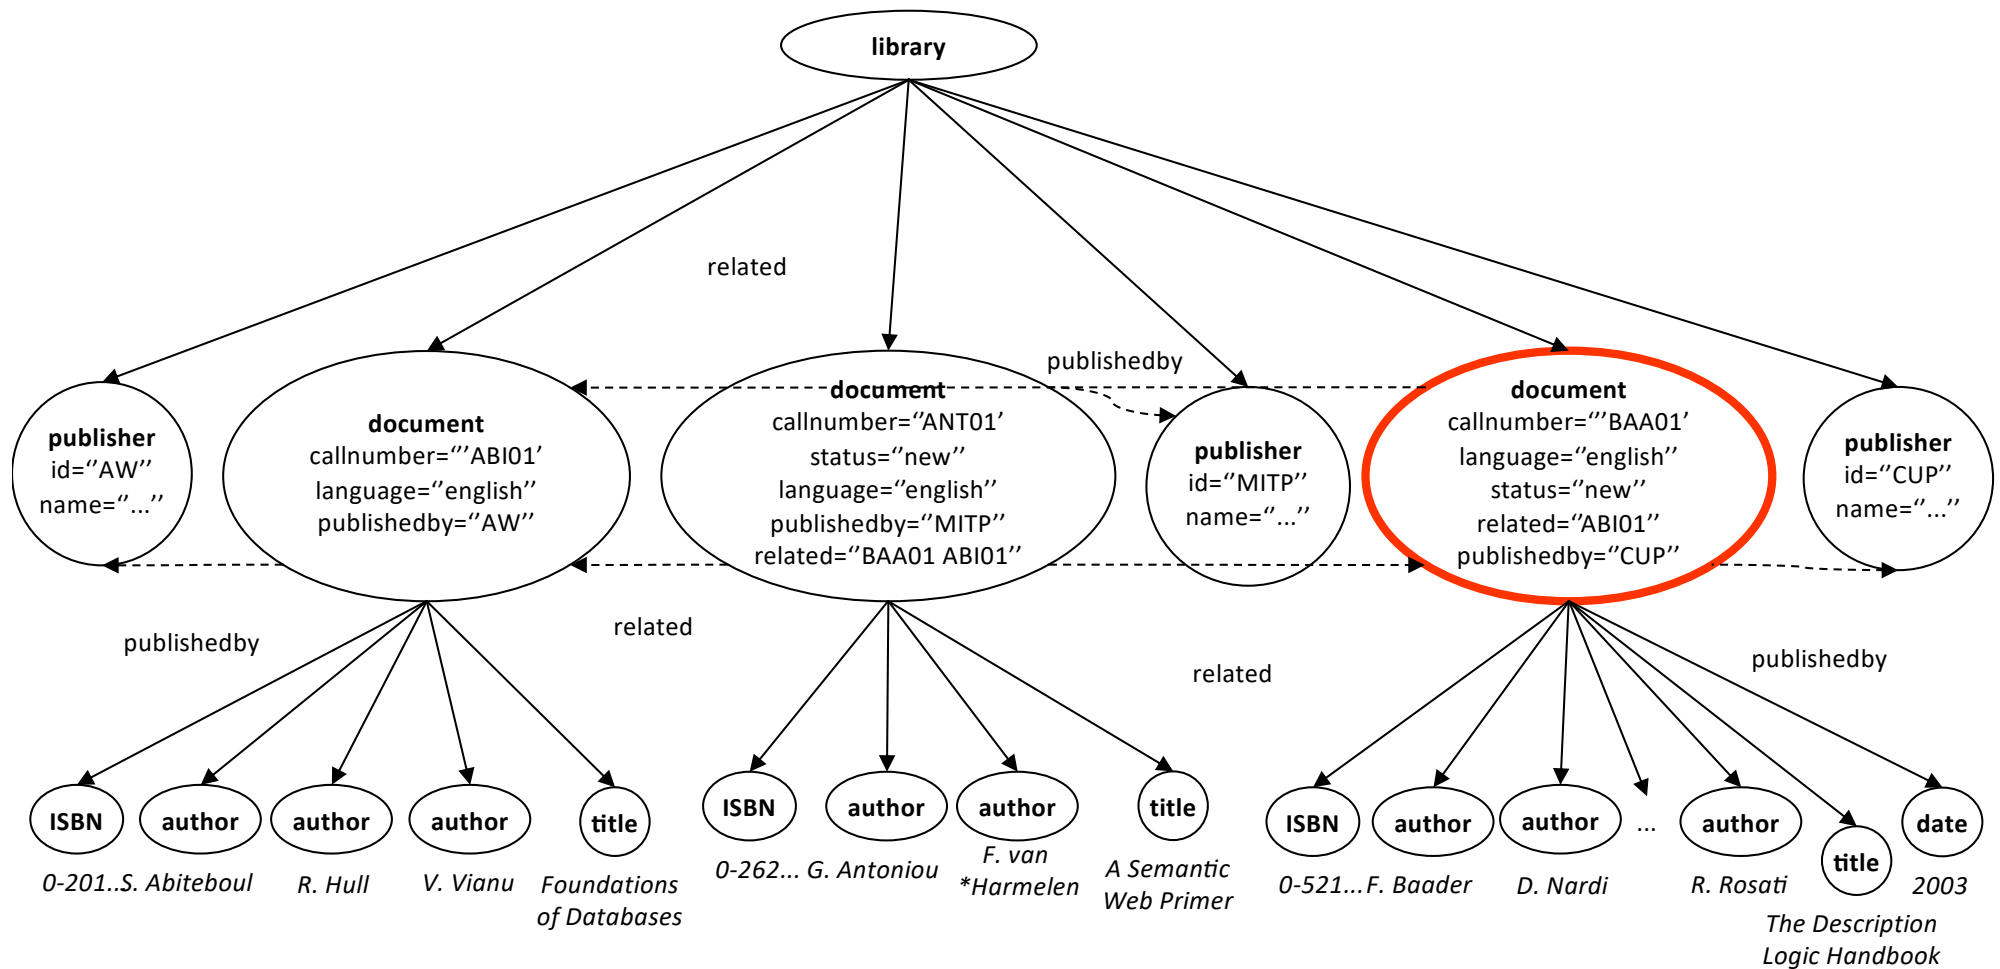 library
related
publishedby
publisher
id=‘’AW’’
name=‘’...’’
document
callnumber=‘’’ABI01’
language=‘’english’’
publishedby=‘’AW’’
document
callnumber=‘’ANT01’
status=‘’new’’
language=‘’english’’
publishedby=‘’MITP’’
related=‘’BAA01 ABI01’’
publisher
id=‘’MITP’’
name=‘’...’’
document
callnumber=‘’’BAA01’
language=‘’english’’
status=‘’new’’
related=‘’ABI01’’
publishedby=‘’CUP’’
publisher
id=‘’CUP’’
name=‘’...’’
publishedby
related
related
publishedby
ISBN
author
author
author
title
ISBN
author
author
title
ISBN
author
author
...
author
title
date
0-201...
S. Abiteboul
R. Hull
V. Vianu
Foundations
of Databases
0-262...
G. Antoniou
F. van
*Harmelen
A Semantic
Web Primer
0-521...
F. Baader
D. Nardi
R. Rosati
The Description
Logic Handbook
2003